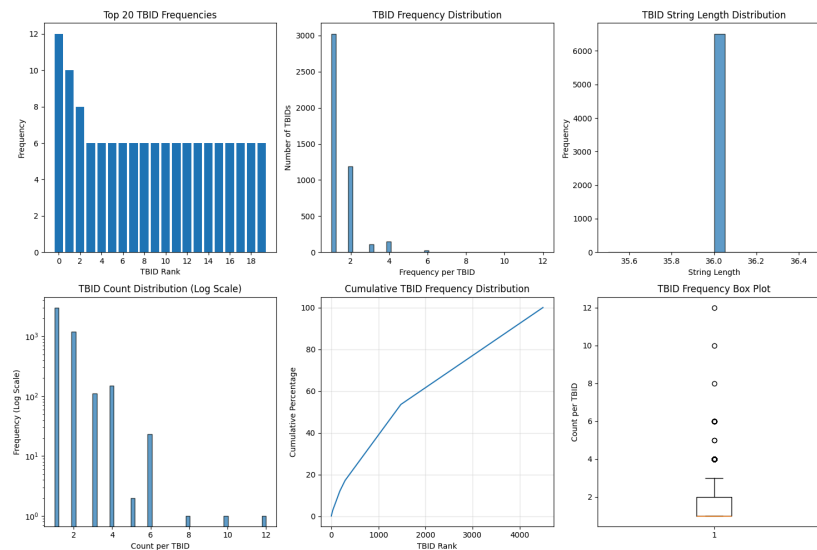 Top 20 TBID Frequencies
12
10
8
6
4
2
0
Frequency
0 2 4 6 8 10 12 14 16 18
TBID Rank
TBID Frequency Distribution
3000
2500
2000
1500
1000
500
0
Number of TBIDs
2 4 6 8 10 12
Frequency per TBID
TBID String Length Distribution
6000
5000
4000
3000
2000
1000
0
Frequency
35.6 35.8 36.0 36.2 36.4
String Length
TBID Count Distribution (Log Scale)
10³
10²
10¹
10⁰
Frequency (Log Scale)
2 4 6 8 10 12
Count per TBID
Cumulative TBID Frequency Distribution
100
80
60
40
20
0
Cumulative Percentage
0 1000 2000 3000 4000
TBID Rank
TBID Frequency Box Plot
12
10
8
6
4
2
Count per TBID
1